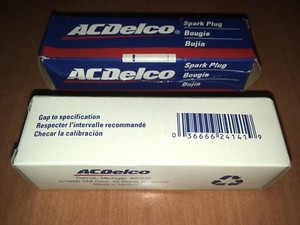 ACDelco
Spark Plug
Bougie
Bujía
ACDelco
Spark Plug
Bougie
Bujía
Gap to specification
Respecter l'intervalle recommandé
Checar la calibración
0 36666 24141 9
ACDelco